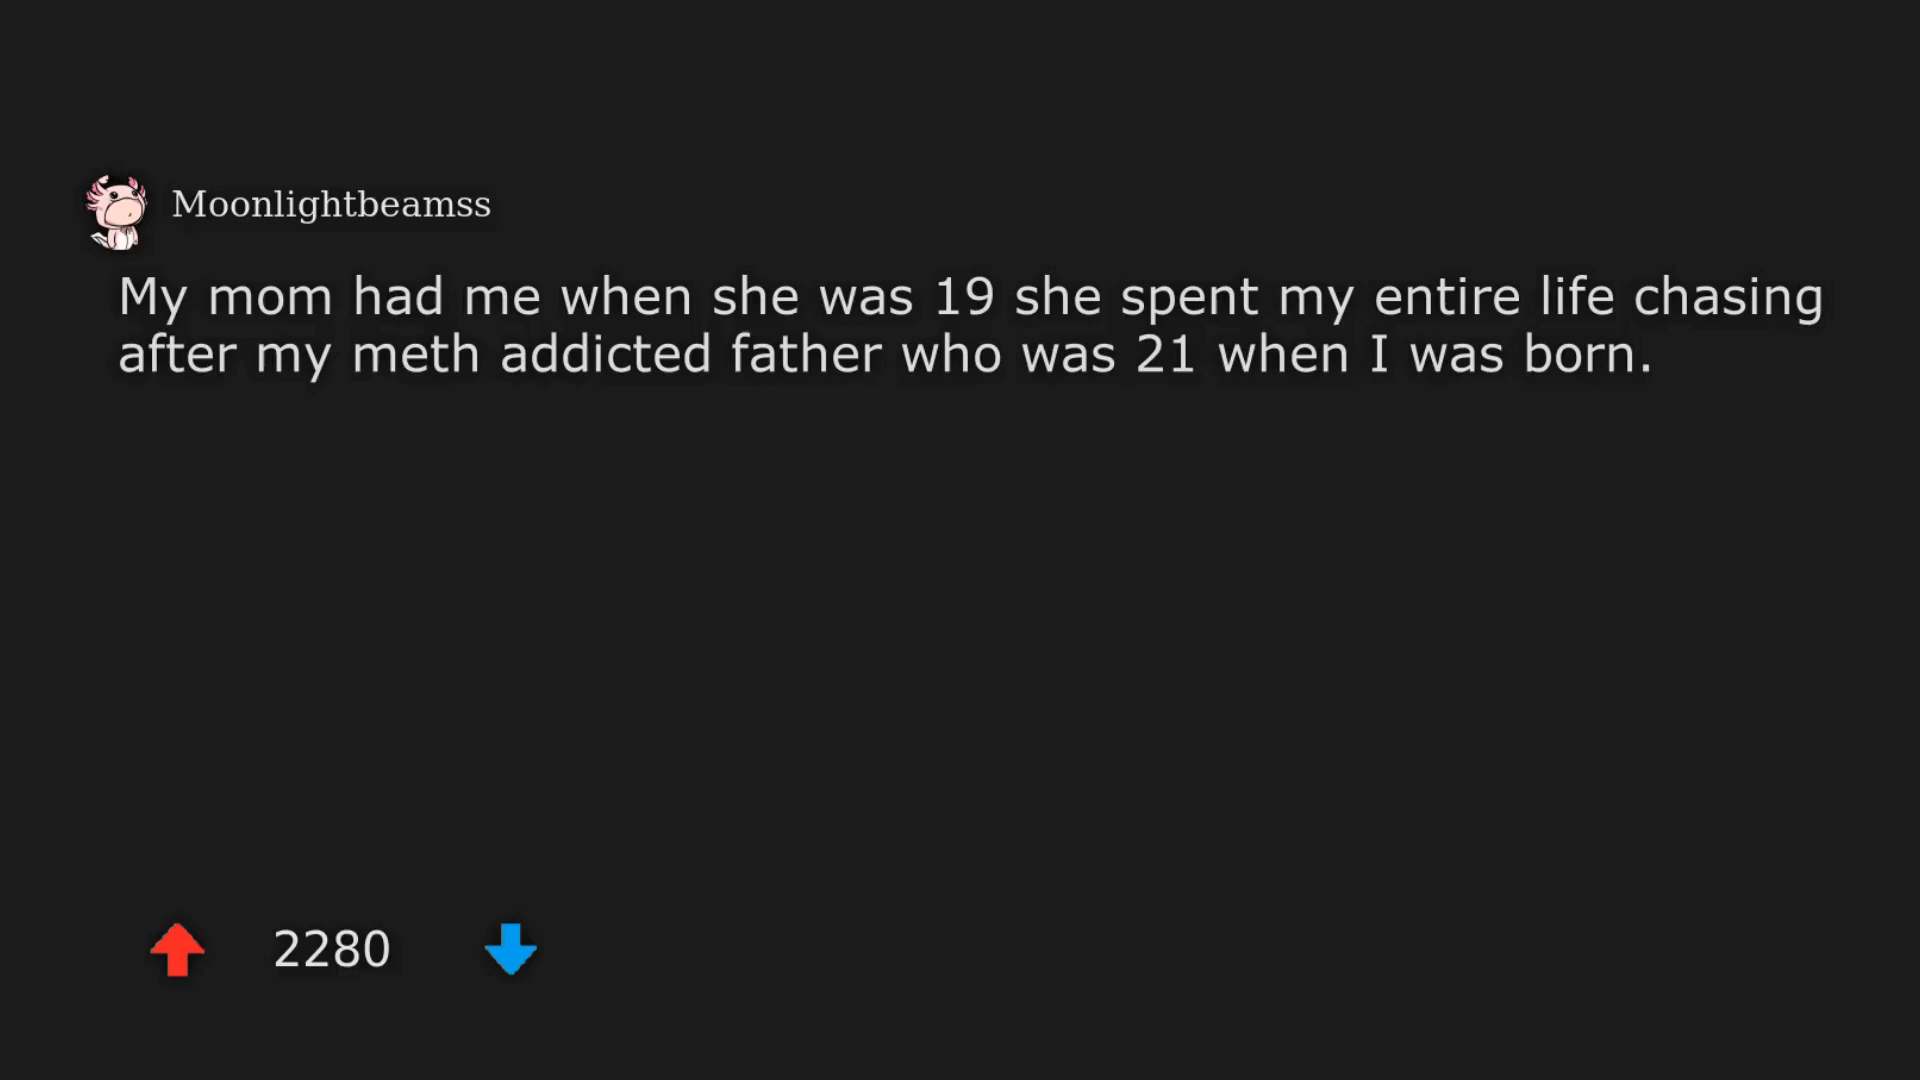 Moonlightbeamss
My mom had me when she was 19 she spent my entire life chasing
after my meth addicted father who was 21 when I was born.
2280